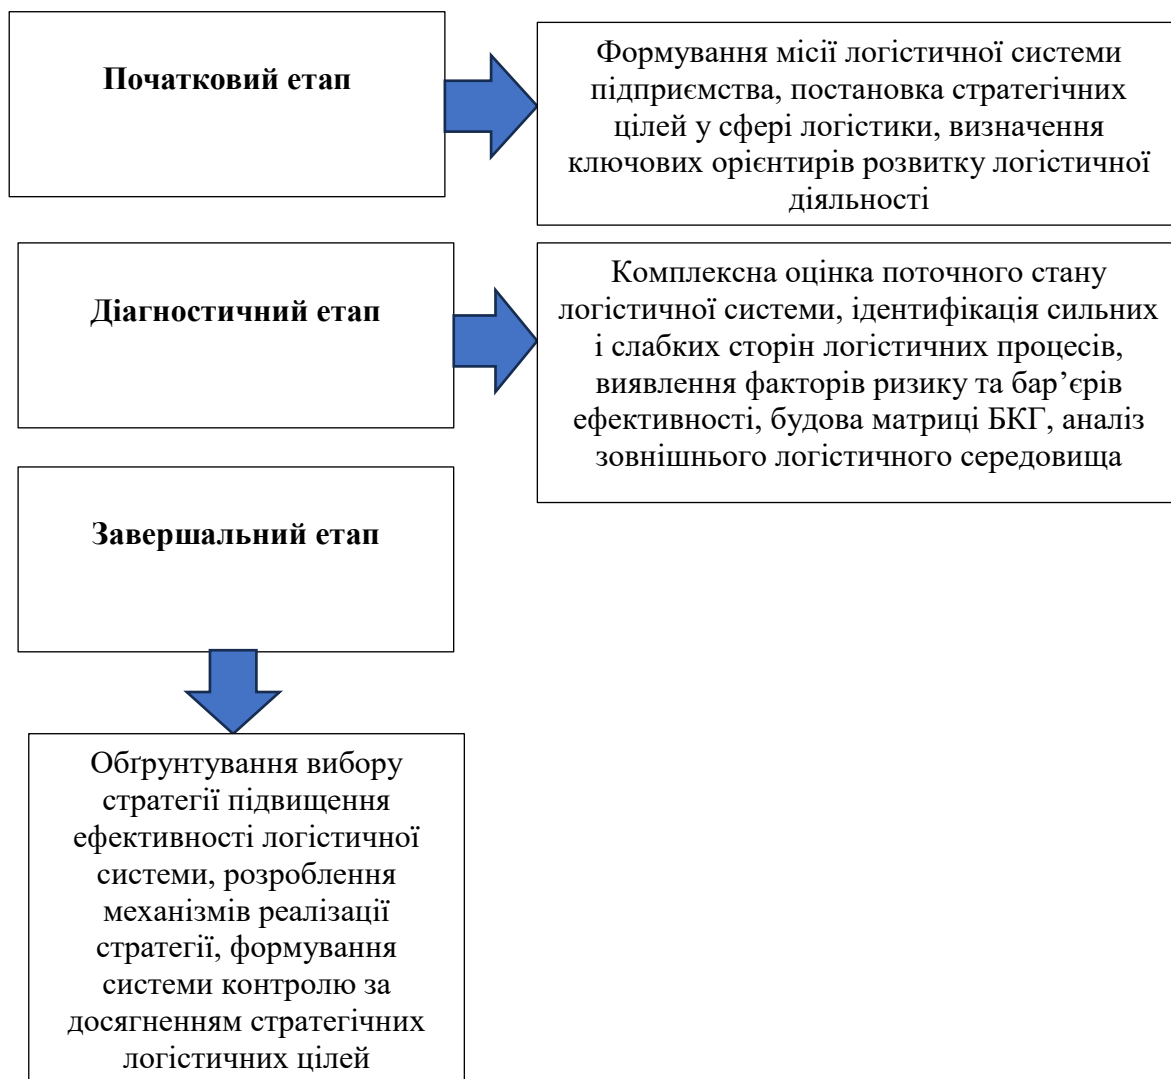 Початковий етап
Формування місії логістичної системи
підприємства, постановка стратегічних
цілей у сфері логістики, визначення
ключових орієнтирів розвитку логістичної
діяльності
Діагностичний етап
Комплексна оцінка поточного стану
логістичної системи, ідентифікація сильних
і слабких сторін логістичних процесів,
виявлення факторів ризику та бар’єрів
ефективності, будова матриці БКГ, аналіз
зовнішнього логістичного середовища
Завершальний етап
Обґрунтування вибору
стратегії підвищення
ефективності логістичної
системи, розроблення
механізмів реалізації
стратегії, формування
системи контролю за
досягненням стратегічних
логістичних цілей